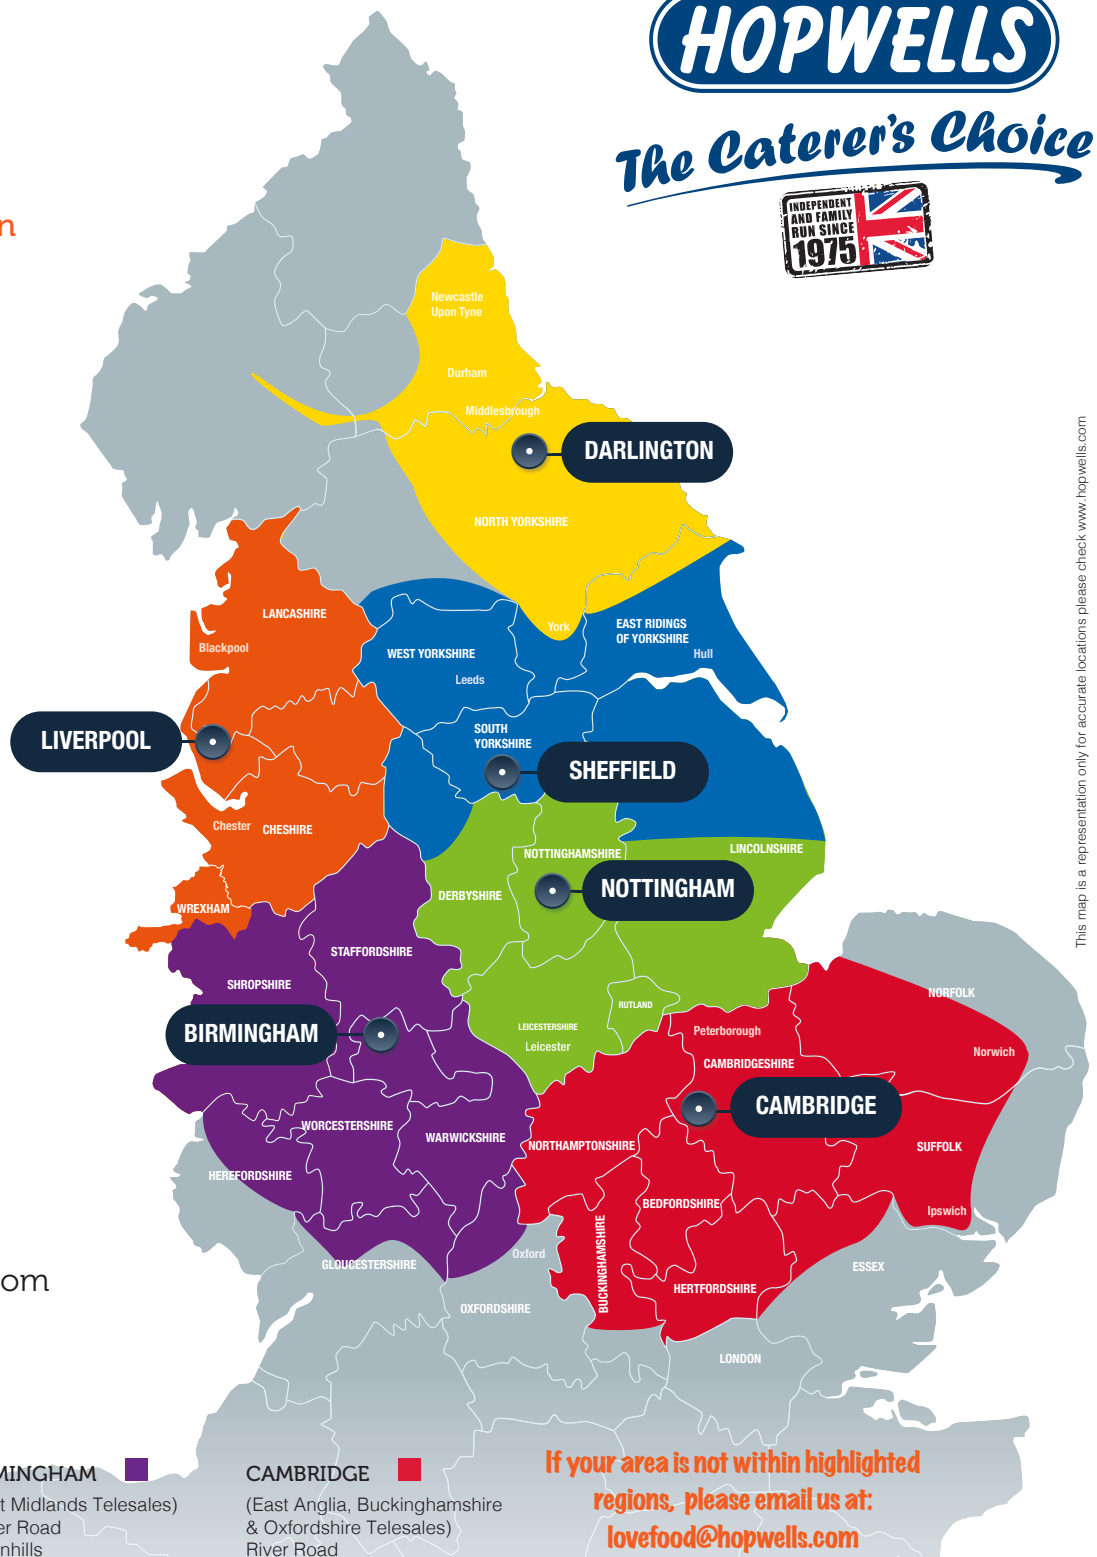 HOPWELLS
The Caterer's Choice
INDEPENDENT
AND FAMILY
RUN SINCE
1975
n
Newcastle
Upon Tyne
Durham
Middlesbrough
DARLINGTON
NORTH YORKSHIRE
LANCASHIRE
Blackpool
York
EAST RIDINGS
OF YORKSHIRE
Hull
WEST YORKSHIRE
Leeds
SOUTH
YORKSHIRE
LIVERPOOL
SHEFFIELD
Chester
CHESHIRE
NOTTINGHAMSHIRE
LINCOLNSHIRE
DERBYSHIRE
NOTTINGHAM
WREXHAM
STAFFORDSHIRE
SHROPSHIRE
RUTLAND
LEICESTERSHIRE
Leicester
NORFOLK
Norwich
BIRMINGHAM
Peterborough
CAMBRIDGESHIRE
CAMBRIDGE
WORCESTERSHIRE
WARWICKSHIRE
NORTHAMPTONSHIRE
SUFFOLK
HEREFORDSHIRE
BEDFORDSHIRE
Ipswich
GLOUCESTERSHIRE
Oxford
BUCKINGHAMSHIRE
ESSEX
HERTFORDSHIRE
OXFORDSHIRE
LONDON
This map is a representation only for accurate locations please check www.hopwells.com
om
MINGHAM
t Midlands Telesales)
er Road
nhills
CAMBRIDGE
(East Anglia, Buckinghamshire
& Oxfordshire Telesales)
River Road
If your area is not within highlighted
regions, please email us at:
lovefood@hopwells.com